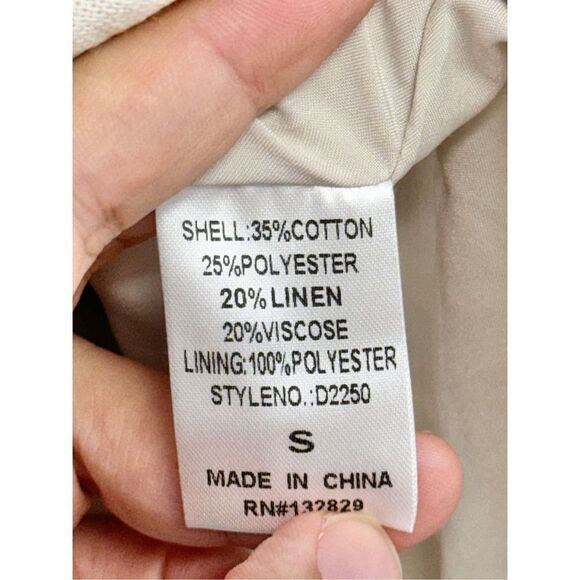 SHELL:35%COTTON
25%POLYESTER
20%LINEN
20%VISCOSE
LINING:100%POLYESTER
STYLENO.:D2250
S
MADE IN CHINA
RN#132829